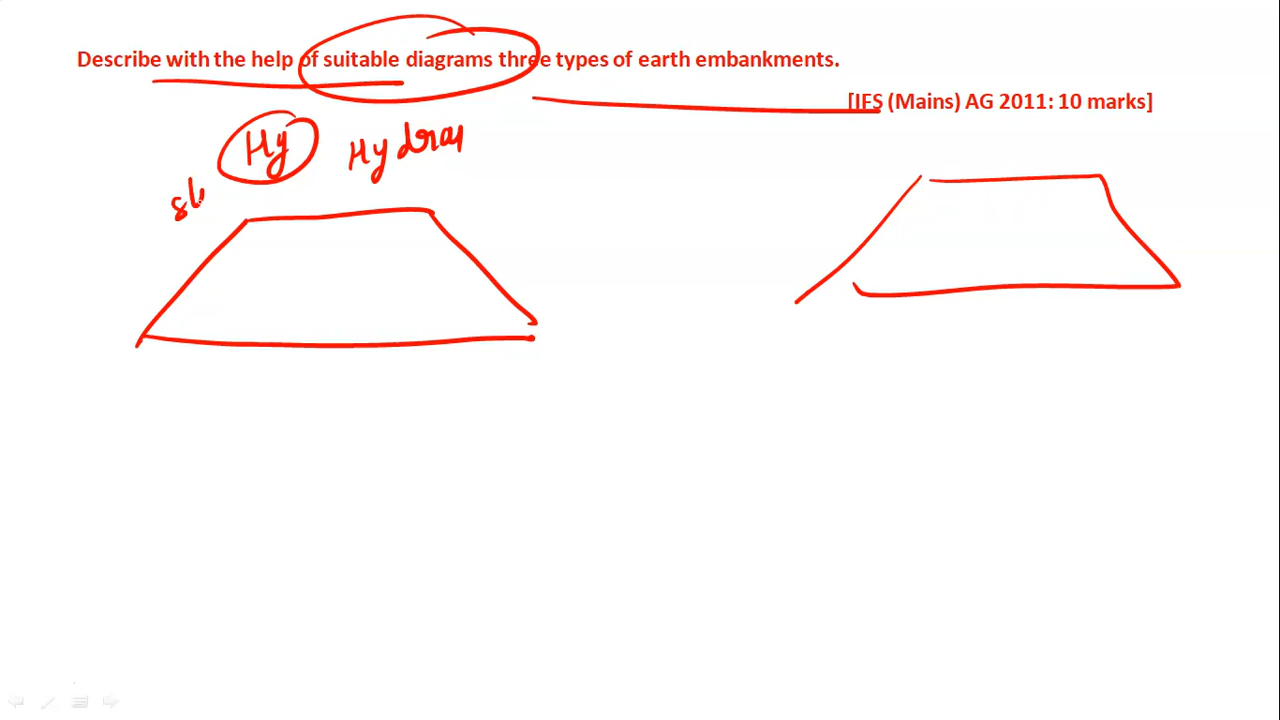 Describe with the help of suitable diagrams three types of earth embankments.
[IFS (Mains) AG 2011: 10 marks]
Hy